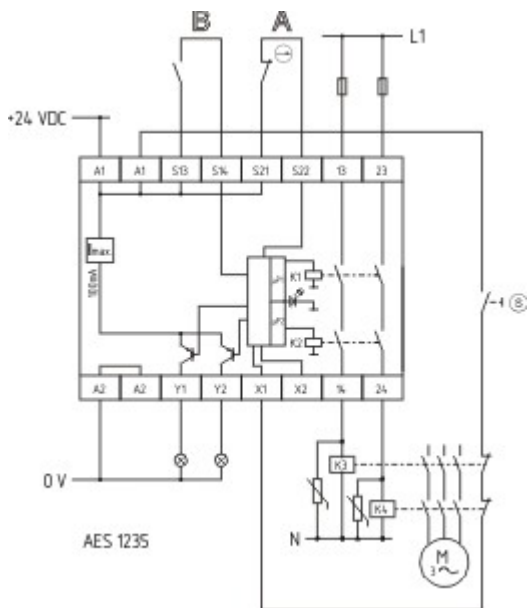 B A
L1
+24 VDC
A1 A1 S13 S14 S21 S22 13 23
Imax.
100mA
K1
K2
A2 A2 Y1 Y2 X1 X2 14 24
S
K3
0 V
K4
N
AES 1235
M
3